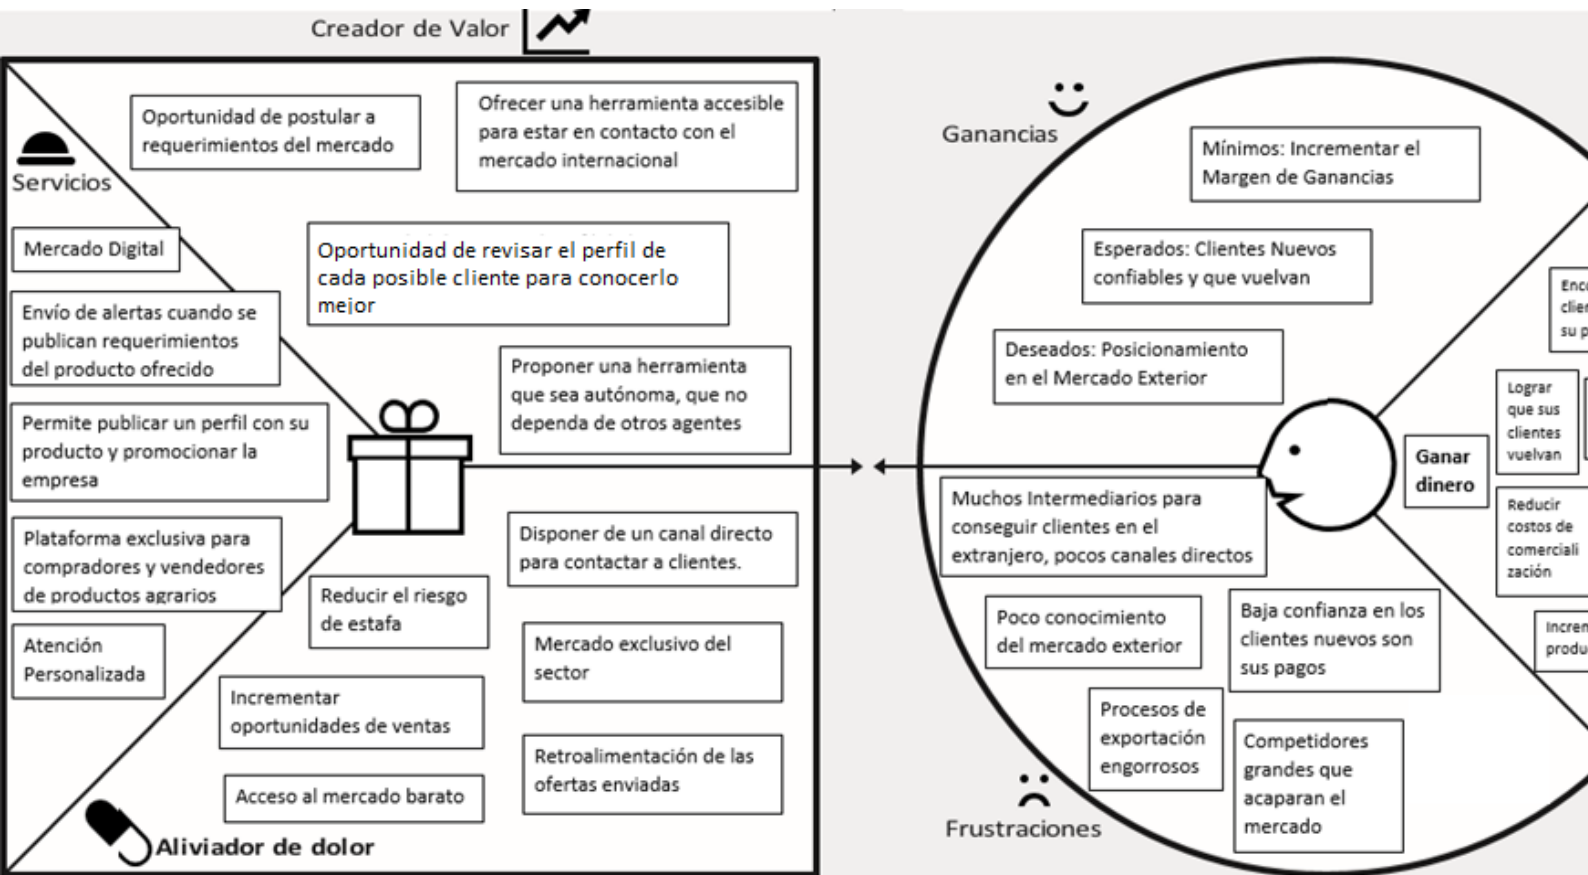 Creador de Valor
Servicios
Oportunidad de postular a
requerimientos del mercado
Ofrecer una herramienta accesible
para estar en contacto con el
mercado internacional
Mercado Digital
Oportunidad de revisar el perfil de
cada posible cliente para conocerlo
mejor
Envío de alertas cuando se
publican requerimientos
del producto ofrecido
Proponer una herramienta
que sea autónoma, que no
dependa de otros agentes
Permite publicar un perfil con su
producto y promocionar la
empresa
Plataforma exclusiva para
compradores y vendedores
de productos agrarios
Disponer de un canal directo
para contactar a clientes.
Reducir el riesgo
de estafa
Atención
Personalizada
Mercado exclusivo del
sector
Incrementar
oportunidades de ventas
Retroalimentación de las
ofertas enviadas
Acceso al mercado barato
Aliviador de dolor
Ganancias
Mínimos: Incrementar el
Margen de Ganancias
Esperados: Clientes Nuevos
confiables y que vuelvan
Deseados: Posicionamiento
en el Mercado Exterior
Ganar
dinero
Lograr
que sus
clientes
vuelvan
Reducir
costos de
comerciali
zación
su
Muchos Intermediarios para
conseguir clientes en el
extranjero, pocos canales directos
Poco conocimiento
del mercado exterior
Baja confianza en los
clientes nuevos son
sus pagos
Procesos de
exportación
engorrosos
Competidores
grandes que
acaparan el
mercado
Frustraciones